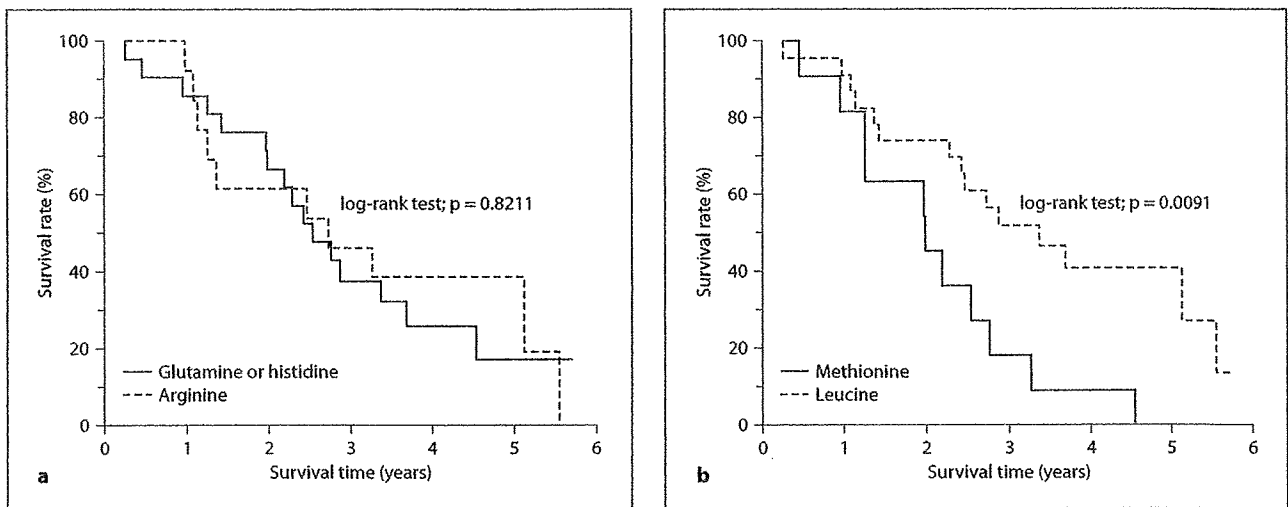 100
80
60
40
20
0
Survival rate (%)
log-rank test; p = 0.8211
Glutamine or histidine
Arginine
0 1 2 3 4 5 6
Survival time (years)
a
100
80
60
40
20
0
Survival rate (%)
log-rank test; p = 0.0091
Methionine
Leucine
0 1 2 3 4 5 6
Survival time (years)
b